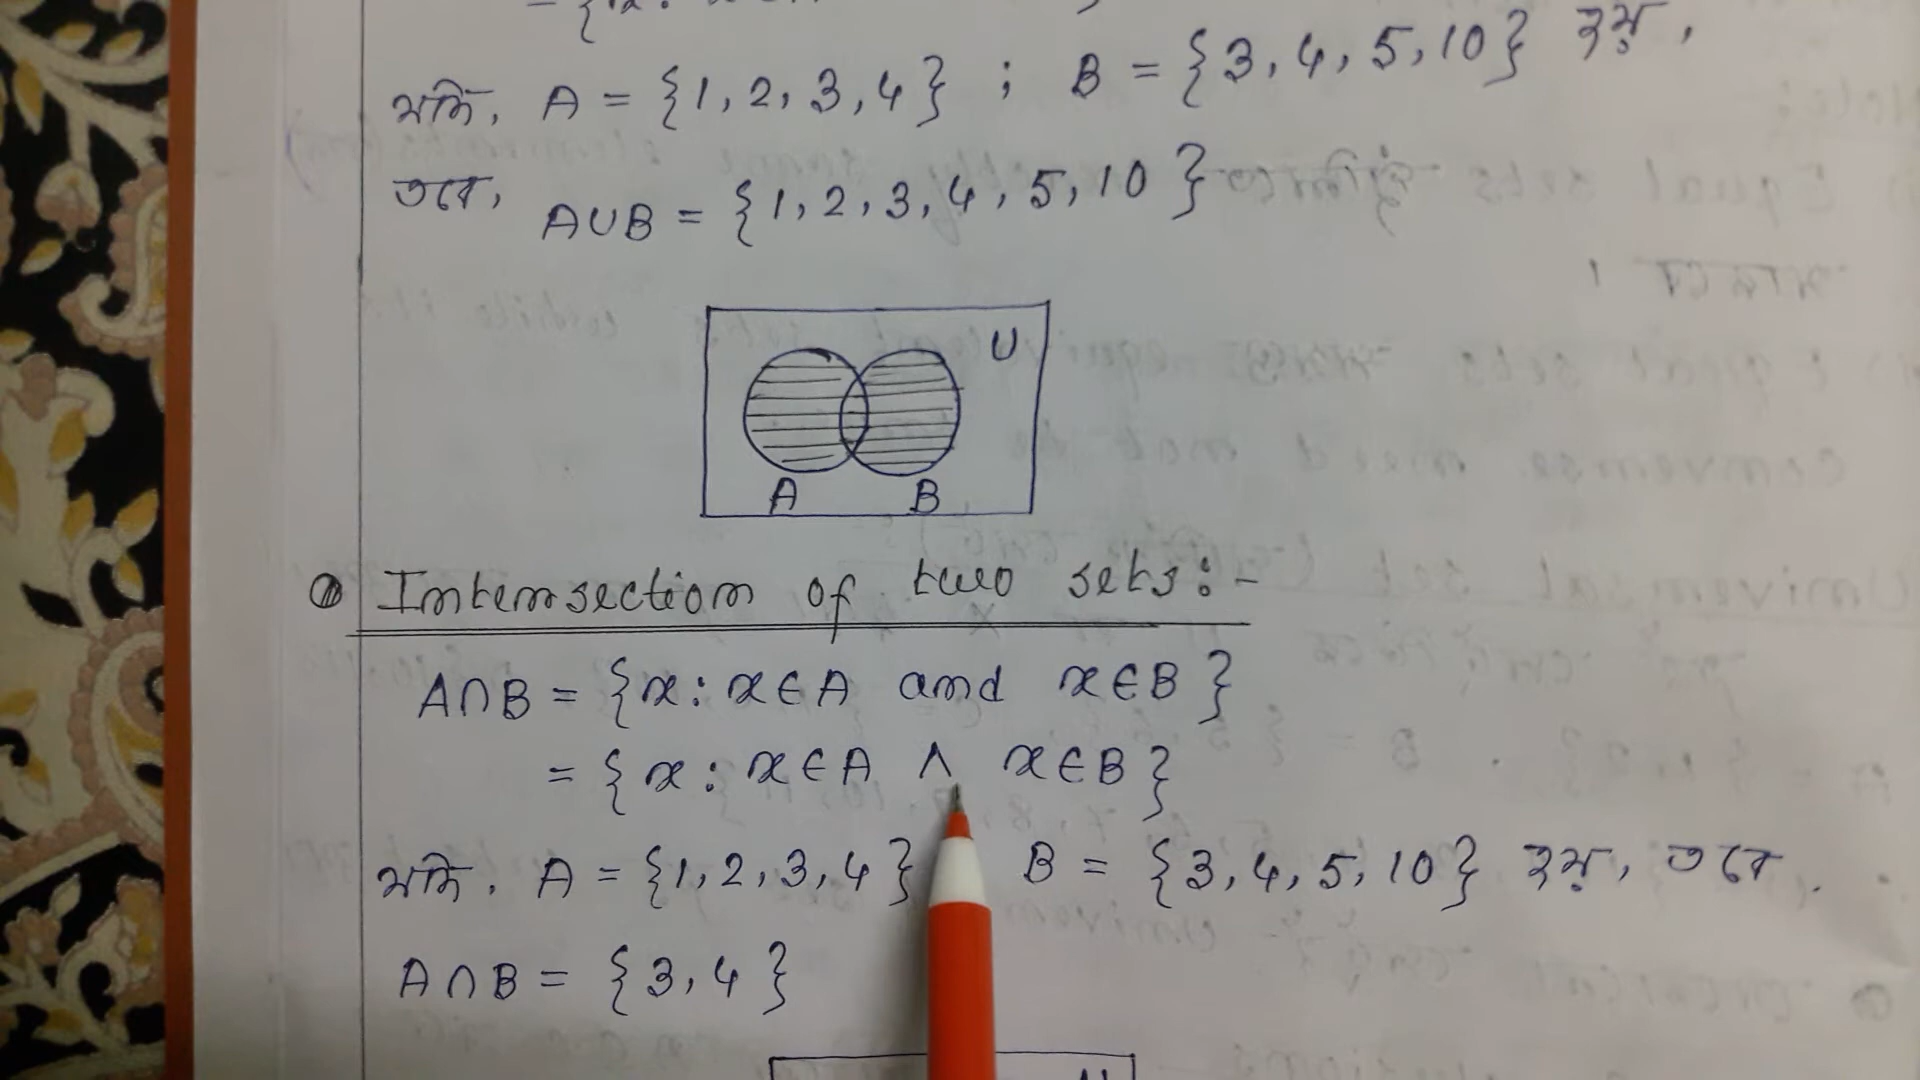 যদি, A = {1, 2, 3, 4} ; B = {3, 4, 5, 10} হয়,
তবে, A∪B = {1, 2, 3, 4, 5, 10}
U
A B
Intersection of two sets:-
A∩B = {x : x∈A and x∈B}
= {x : x∈A ∧ x∈B}
যদি, A = {1, 2, 3, 4} B = {3, 4, 5, 10} হয়, তবে,
A∩B = {3, 4}